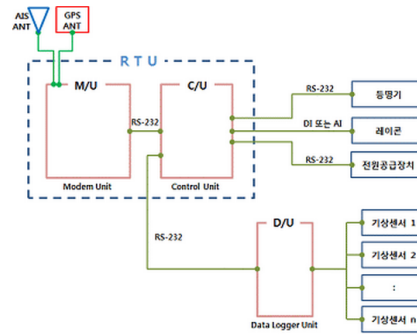 AIS
ANT
GPS
ANT
RTU
M/U
C/U
RS-232
Modem Unit
Control Unit
RS-232
등명기
DI 또는 AI
레이콘
RS-232
전원공급장치
RS-232
D/U
Data Logger Unit
기상센서 1
기상센서 2
:
기상센서 n